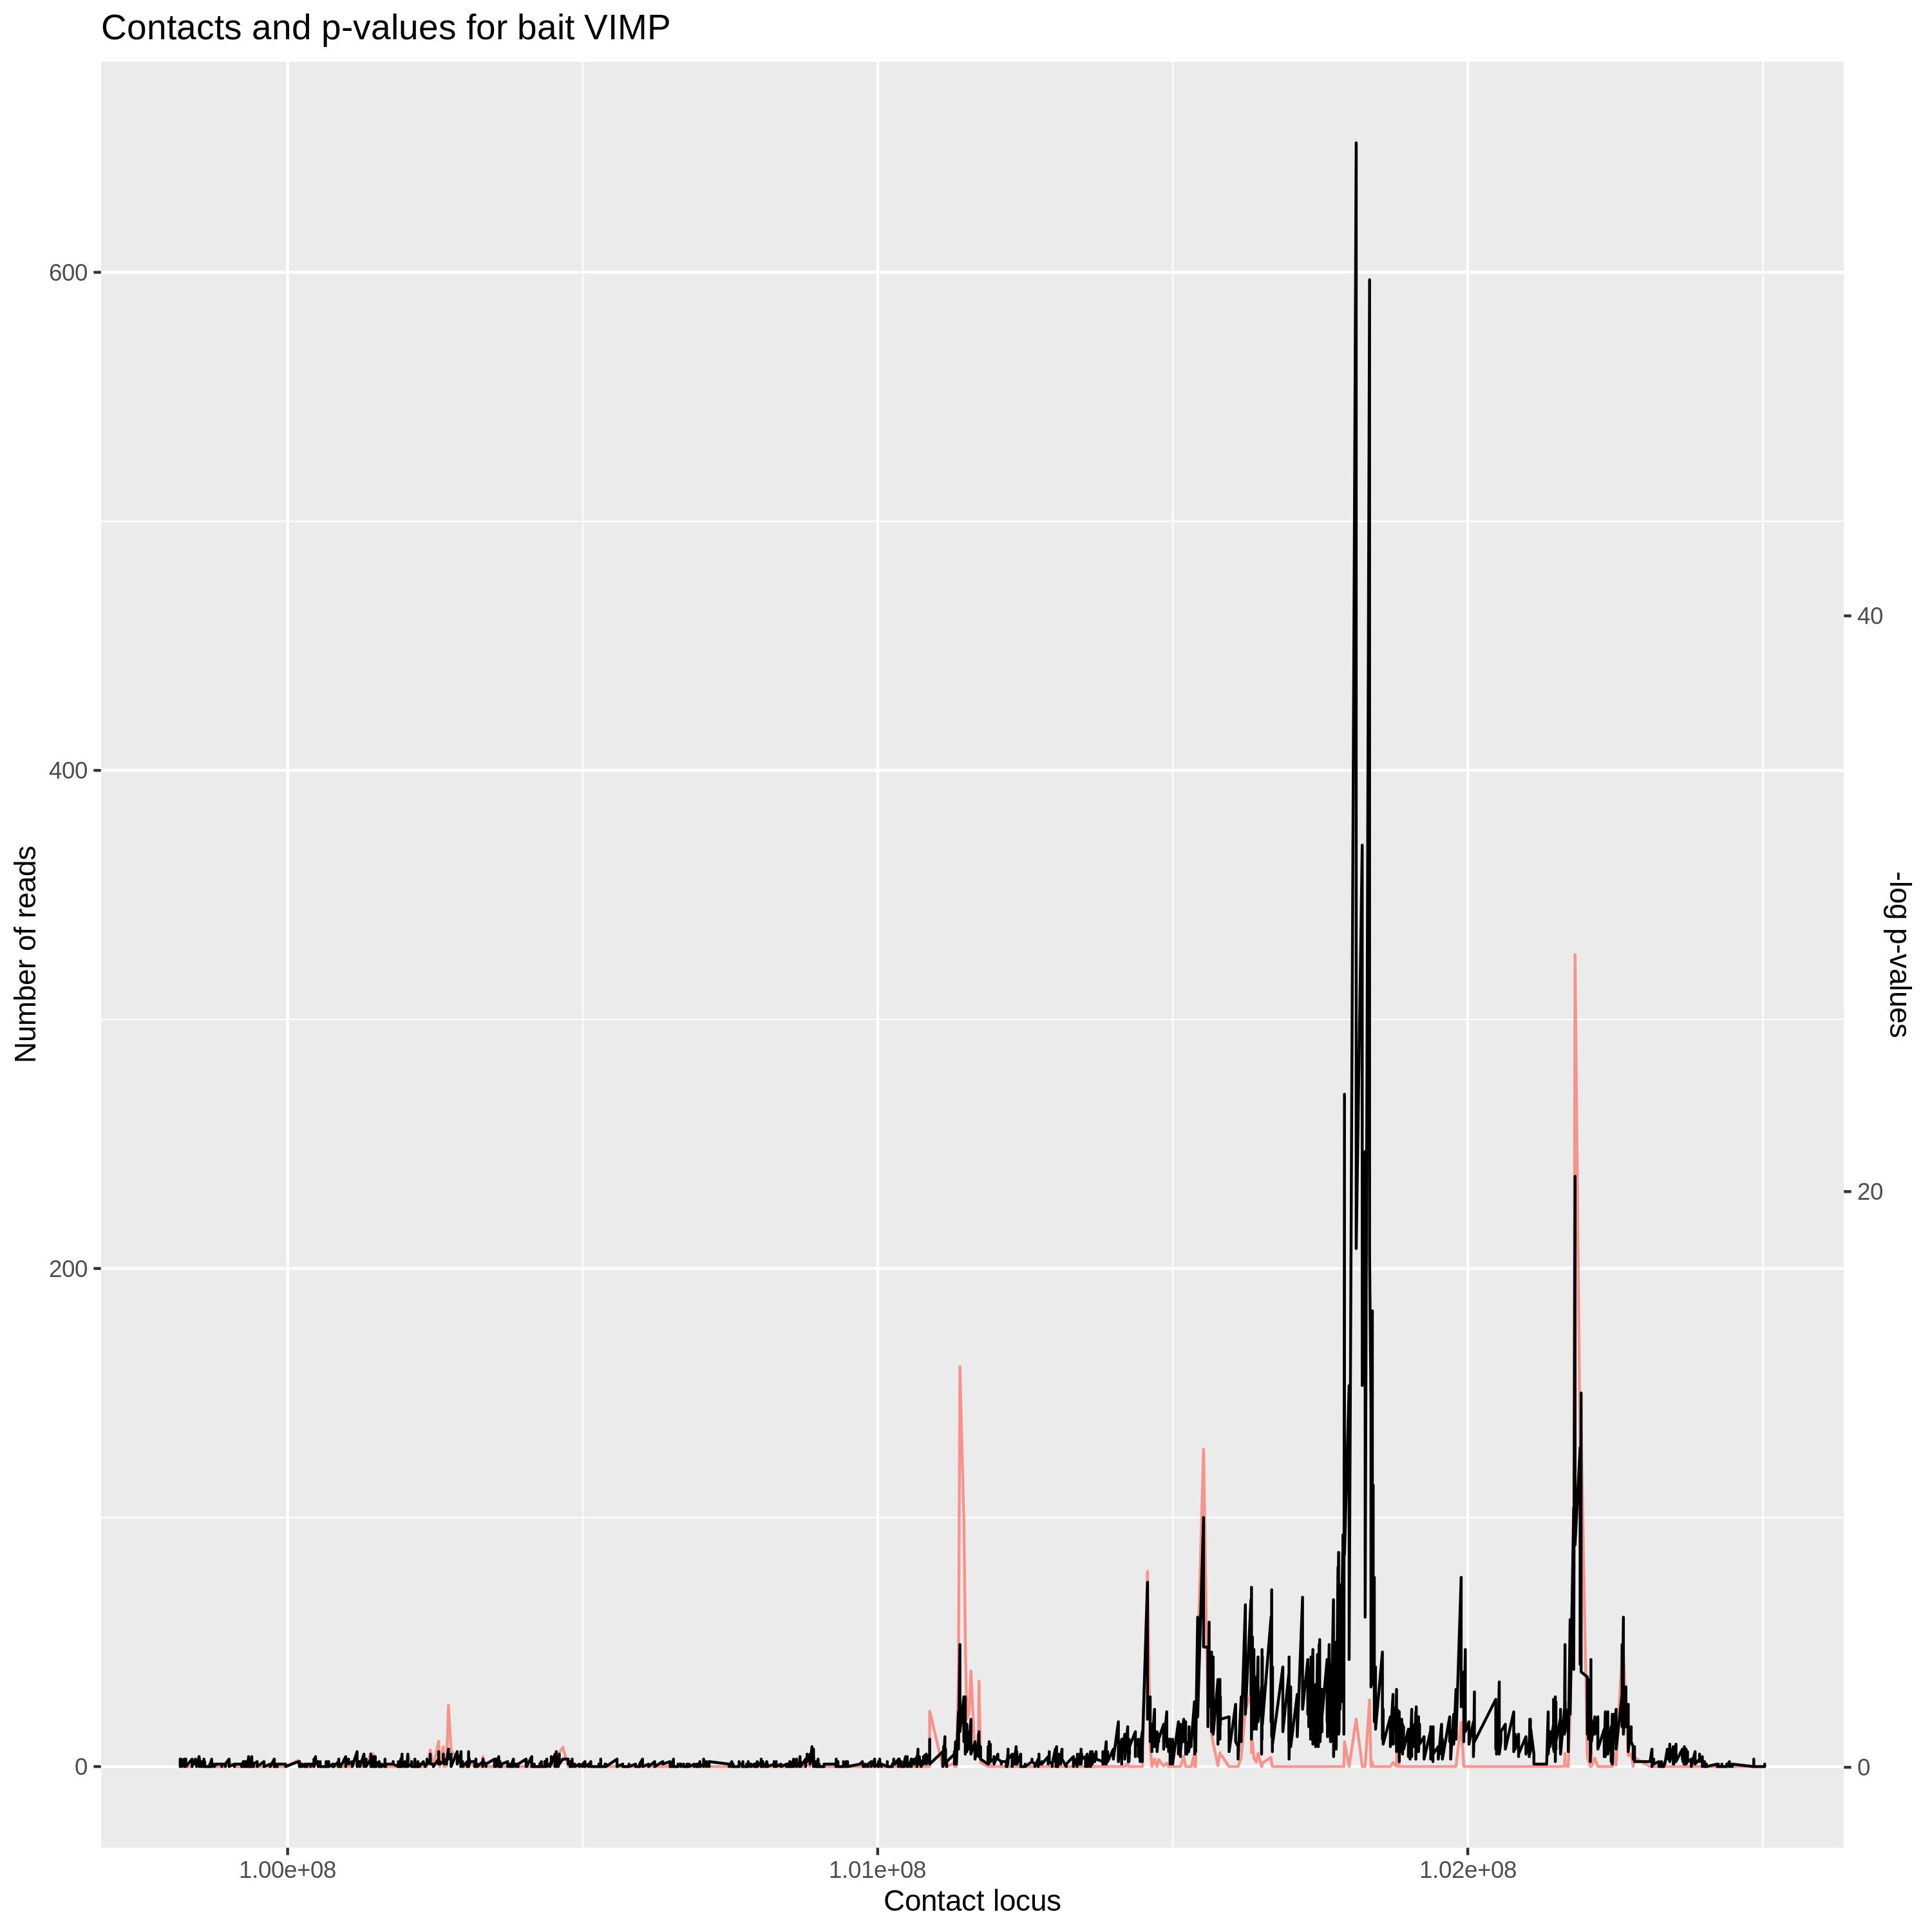 Contacts and p-values for bait VIMP
600
400
200
0
Number of reads
40
20
0
-log p-values
1.00e+08
1.01e+08
1.02e+08
Contact locus